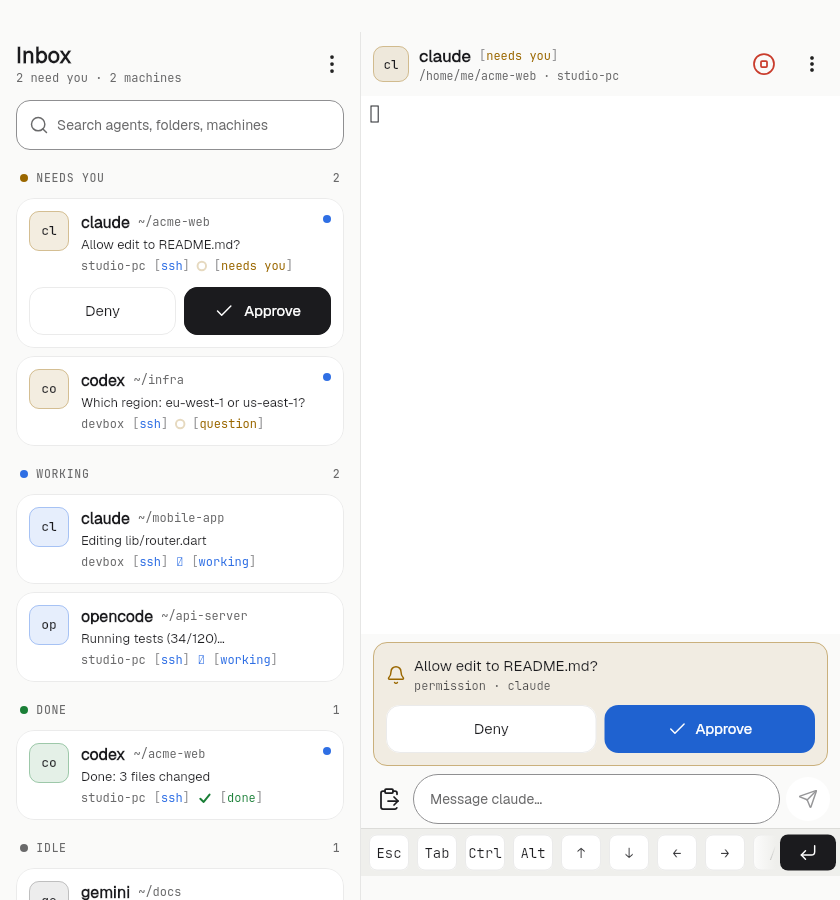 Inbox
2 need you · 2 machines
Search agents, folders, machines
NEEDS YOU 2
cl claude ~/acme-web
Allow edit to README.md?
studio-pc [ssh] [needs you]
Deny Approve
co codex ~/infra
Which region: eu-west-1 or us-east-1?
devbox [ssh] [question]
WORKING 2
cl claude ~/mobile-app
Editing lib/router.dart
devbox [ssh] [working]
op opencode ~/api-server
Running tests (34/120)…
studio-pc [ssh] [working]
DONE 1
co codex ~/acme-web
Done: 3 files changed
studio-pc [ssh] ✓ [done]
IDLE 1
gemini ~/docs
cl claude [needs you]
/home/me/acme-web · studio-pc
Allow edit to README.md?
permission · claude
Deny Approve
Message claude…
Esc Tab Ctrl Alt ↑ ↓ ← → /